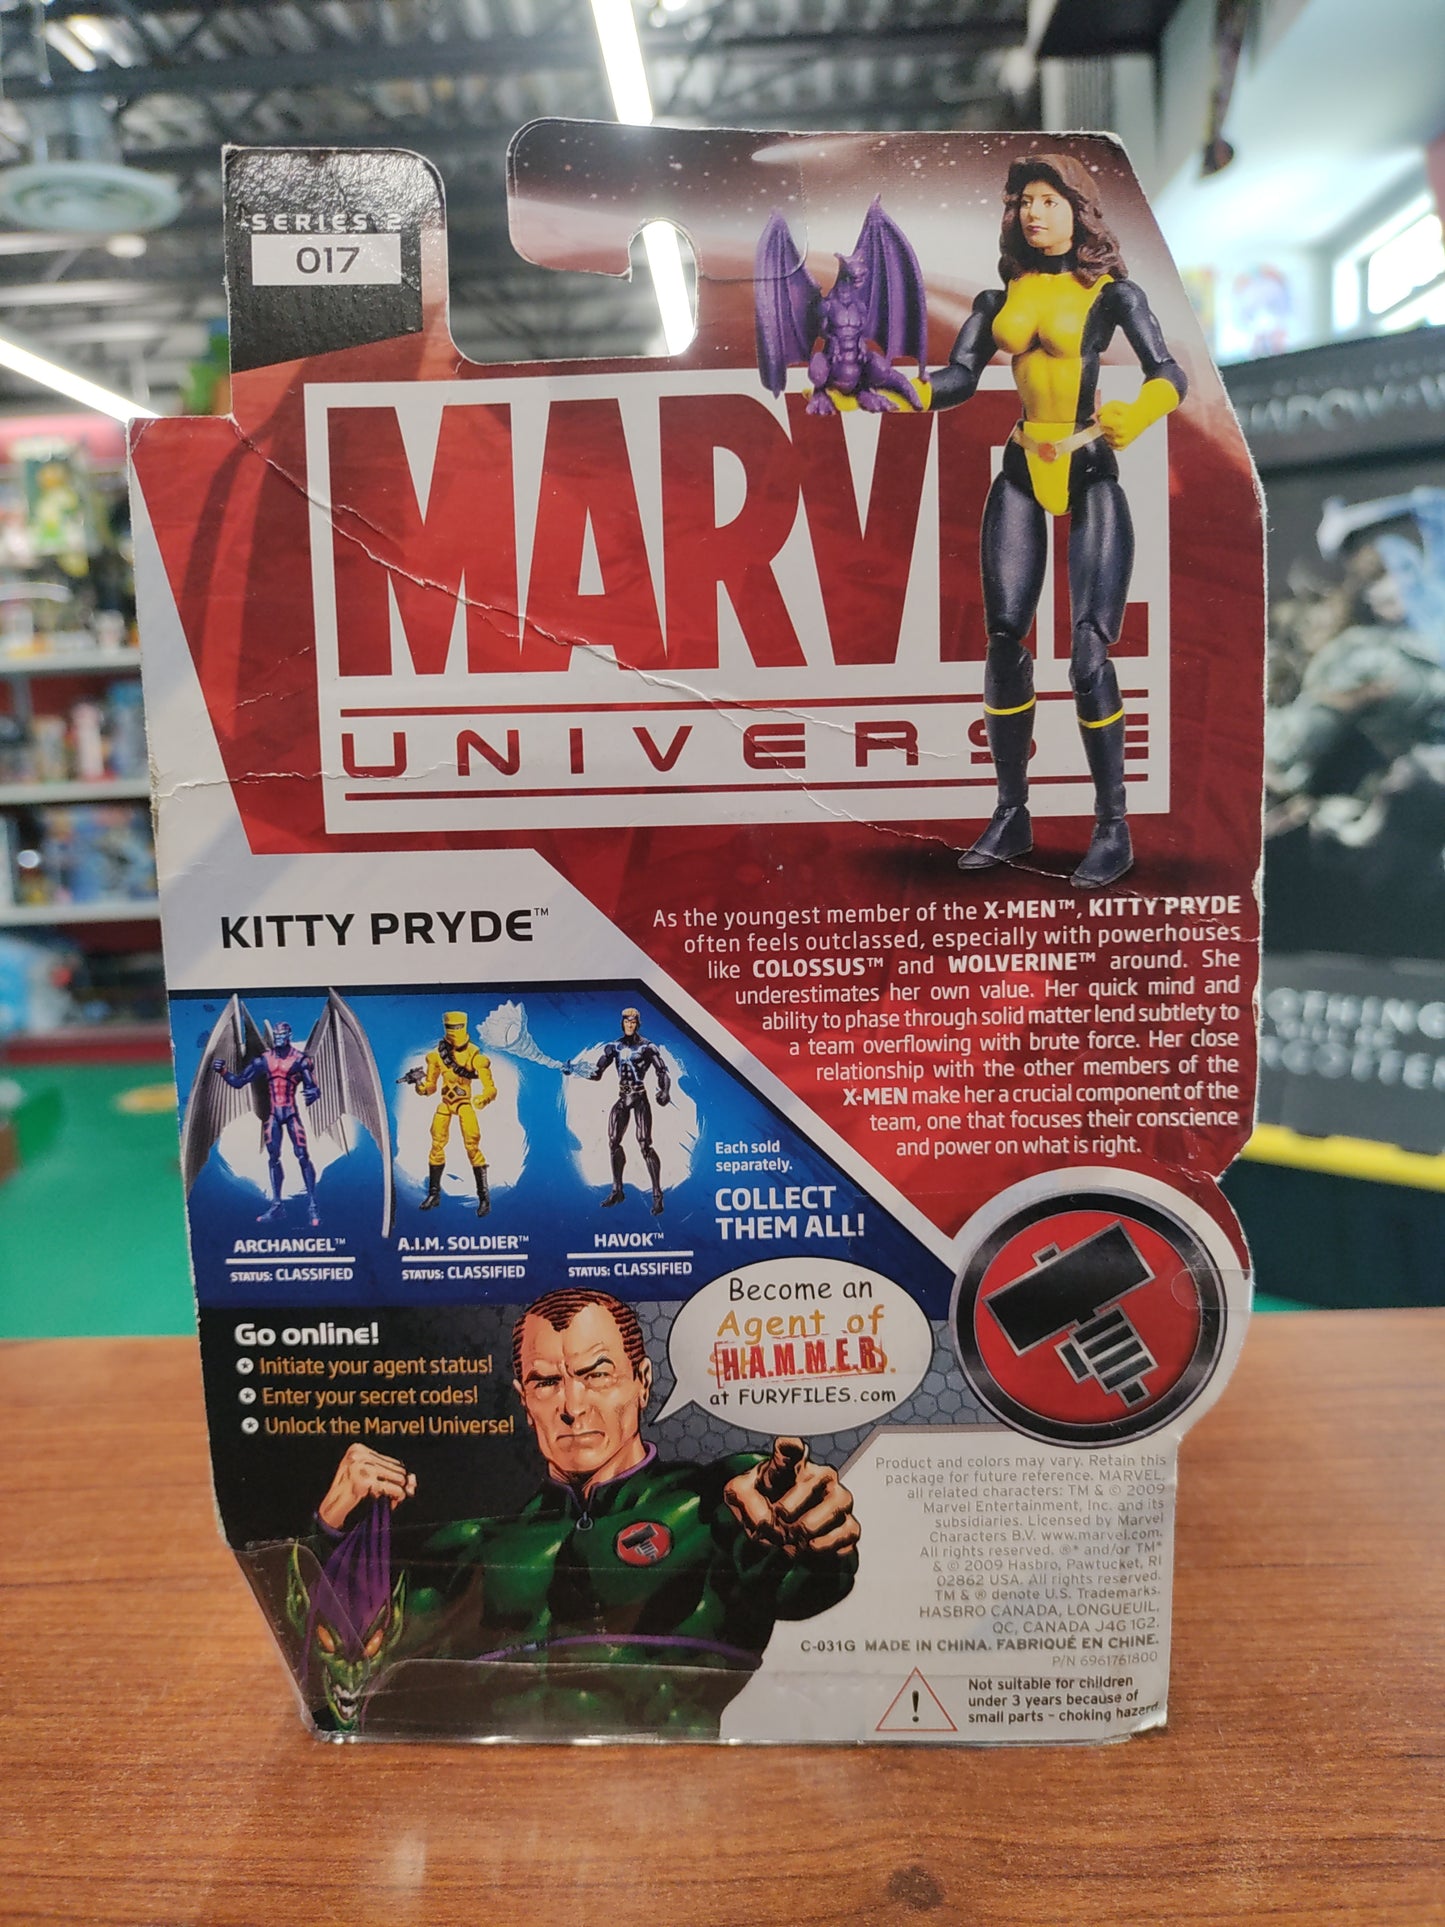 SERIES 2
017
MARVEL
UNIVERSE
KITTY PRYDE™
As the youngest member of the X-MEN™, KITTY PRYDE
often feels outclassed, especially with powerhouses
like COLOSSUS™ and WOLVERINE™ around. She
underestimates her own value. Her quick mind and
ability to phase through solid matter lend subtlety to
a team overflowing with brute force. Her close
relationship with the other members of the
X-MEN make her a crucial component of the
team, one that focuses their conscience
and power on what is right.
ARCHANGEL™
STATUS: CLASSIFIED
A.I.M. SOLDIER™
STATUS: CLASSIFIED
HAVOK™
STATUS: CLASSIFIED
Each sold
separately.
COLLECT
THEM ALL!
Go online!
Initiate your agent status!
Enter your secret codes!
Unlock the Marvel Universe!
Become an
Agent of
H.A.M.M.E.R.
at FURYFILES.com
Product and colors may vary. Retain this
package for future reference. MARVEL,
all related characters: TM & © 2009
Marvel Entertainment, Inc. and its
subsidiaries. Licensed by Marvel
Characters B.V. www.marvel.com.
All rights reserved. ®* and/or TM*
& © 2009 Hasbro, Pawtucket, RI
02862 USA. All rights reserved.
TM & ® denote U.S. Trademarks.
HASBRO CANADA, LONGUEUIL,
QC, CANADA J4G 1G2.
C-031G MADE IN CHINA. FABRIQUÉ EN CHINE.
P/N 6961761800
Not suitable for children
under 3 years because of
small parts - choking hazard